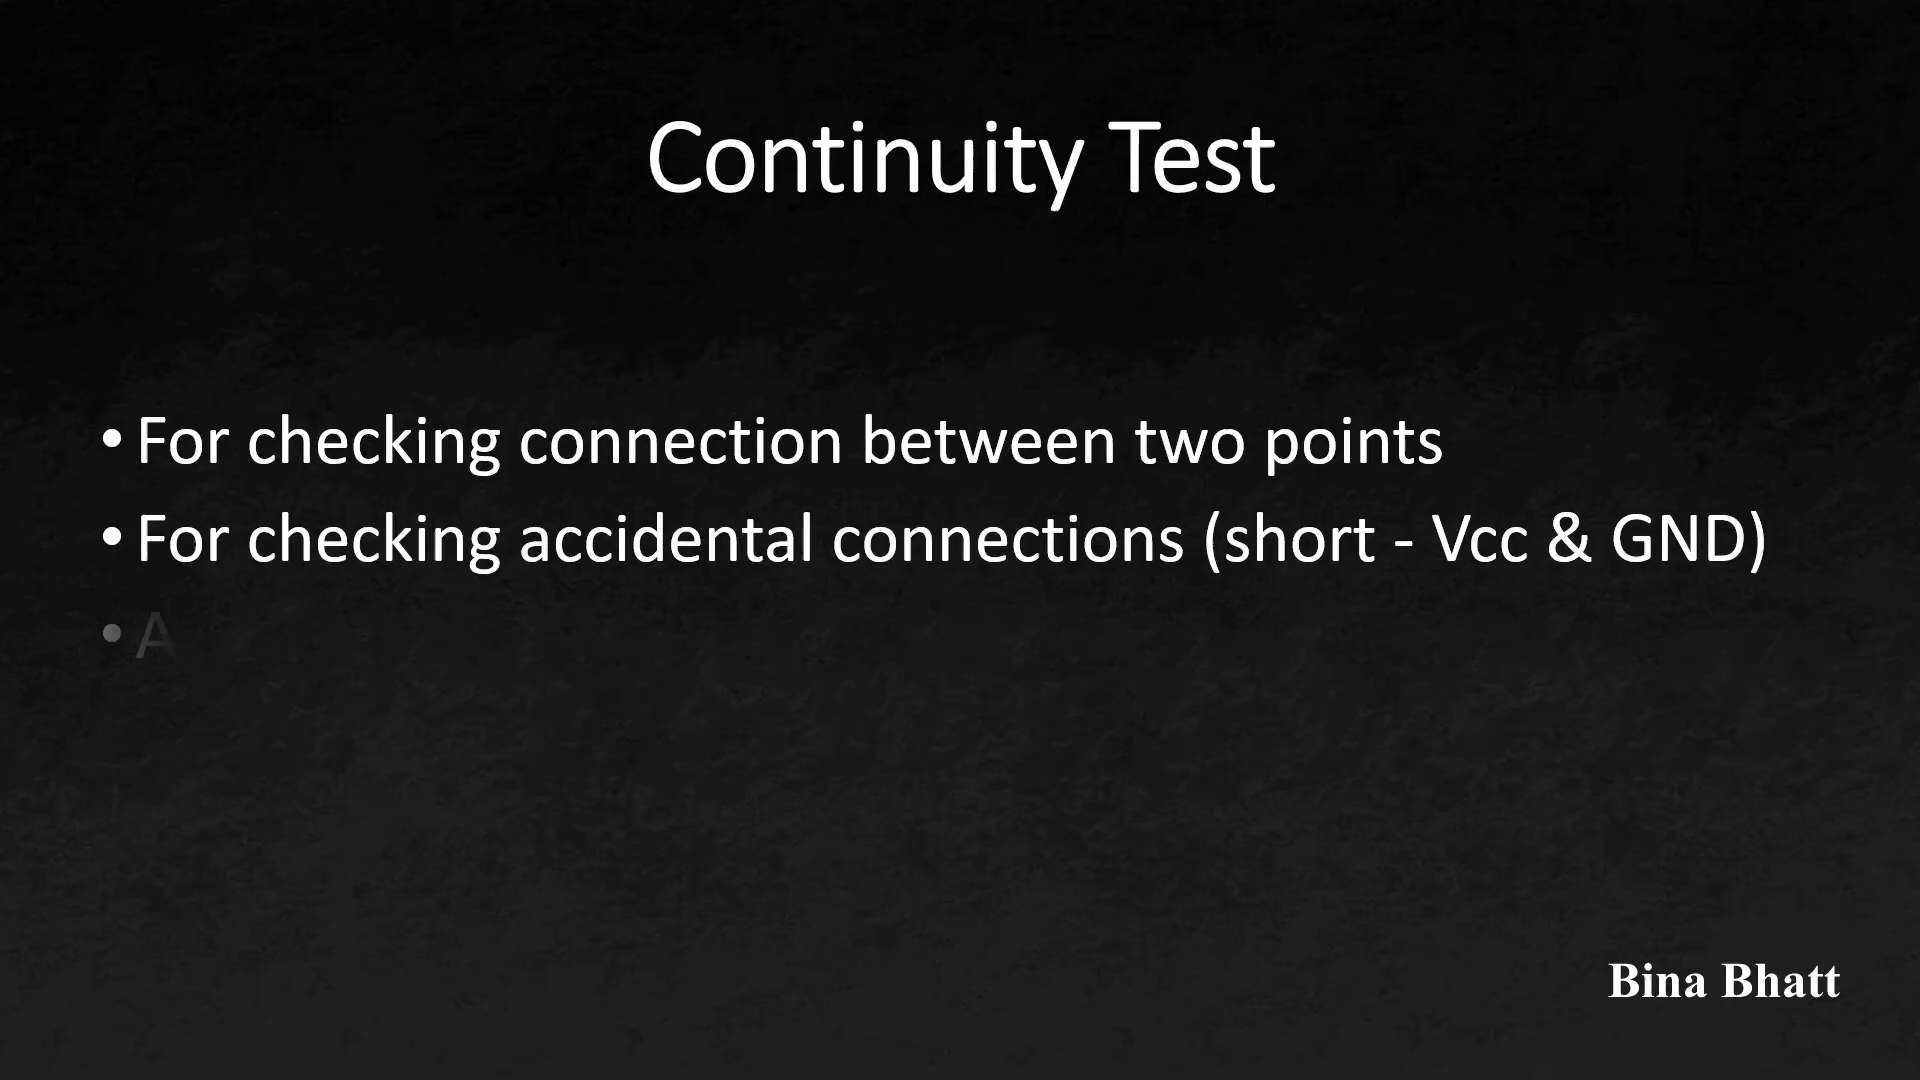 Continuity Test
• For checking connection between two points
• For checking accidental connections (short - Vcc & GND)
• A
Bina Bhatt